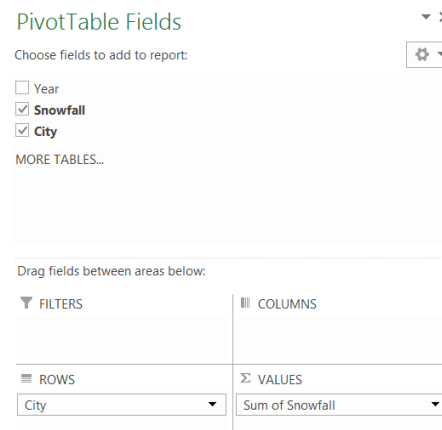 PivotTable Fields
Choose fields to add to report:
Year
Snowfall
City
MORE TABLES...
Drag fields between areas below:
FILTERS
COLUMNS
ROWS
Σ VALUES
City
Sum of Snowfall